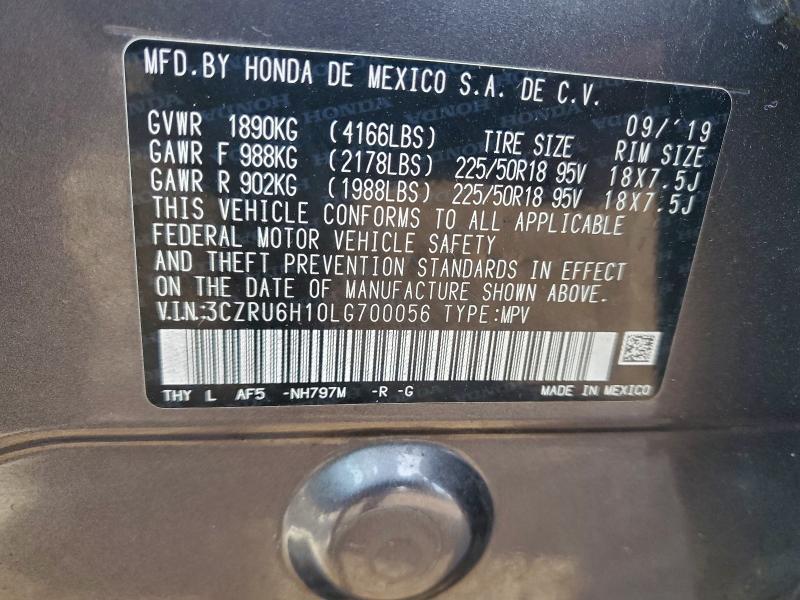 MFD.BY HONDA DE MEXICO S.A. DE C.V.
09/'19
GVWR 1890KG (4166LBS) TIRE SIZE RIM SIZE
GAWR F 988KG (2178LBS) 225/50R18 95V 18X7.5J
GAWR R 902KG (1988LBS) 225/50R18 95V 18X7.5J
THIS VEHICLE CONFORMS TO ALL APPLICABLE
FEDERAL MOTOR VEHICLE SAFETY
AND THEFT PREVENTION STANDARDS IN EFFECT
ON THE DATE OF MANUFACTURE SHOWN ABOVE.
V.I.N:3CZRU6H10LG700056 TYPE:MPV
THY L AF5 -NH797M -R -G MADE IN MEXICO